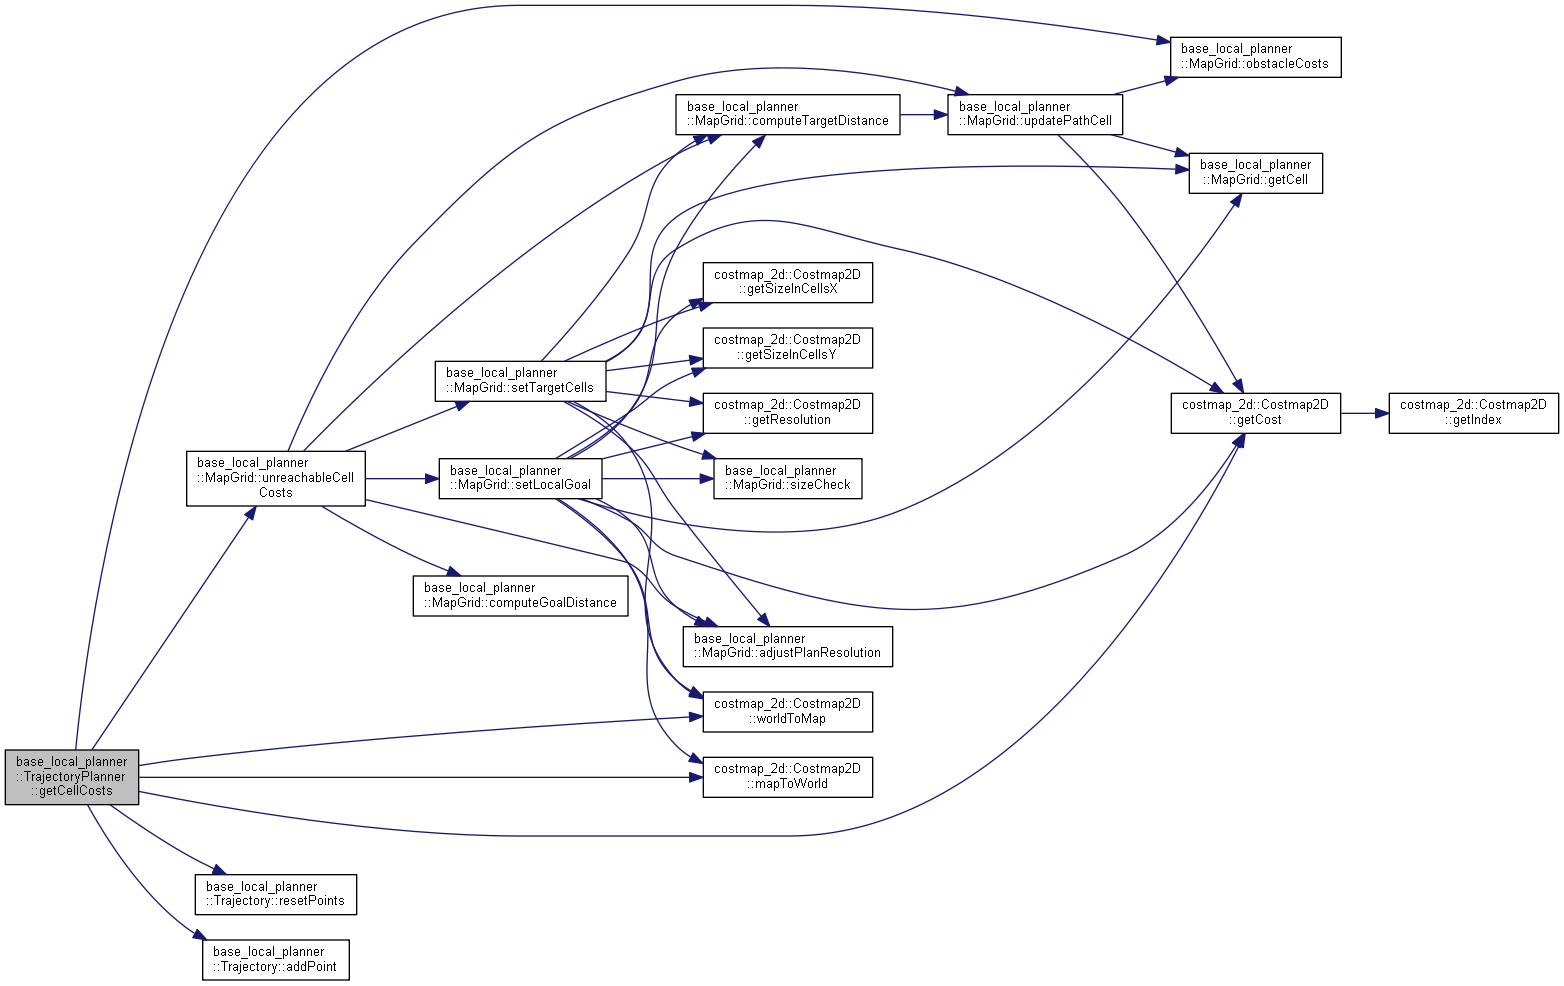 base_local_planner
::MapGrid::obstacleCosts
base_local_planner
::MapGrid::computeTargetDistance
base_local_planner
::MapGrid::updatePathCell
base_local_planner
::MapGrid::getCell
costmap_2d::Costmap2D
::getSizeInCellsX
costmap_2d::Costmap2D
::getSizeInCellsY
base_local_planner
::MapGrid::setTargetCells
costmap_2d::Costmap2D
::getResolution
costmap_2d::Costmap2D
::getCost
costmap_2d::Costmap2D
::getIndex
base_local_planner
::MapGrid::unreachableCell
Costs
base_local_planner
::MapGrid::setLocalGoal
base_local_planner
::MapGrid::sizeCheck
base_local_planner
::MapGrid::computeGoalDistance
base_local_planner
::MapGrid::adjustPlanResolution
costmap_2d::Costmap2D
::worldToMap
base_local_planner
::TrajectoryPlanner
::getCellCosts
costmap_2d::Costmap2D
::mapToWorld
base_local_planner
::Trajectory::resetPoints
base_local_planner
::Trajectory::addPoint